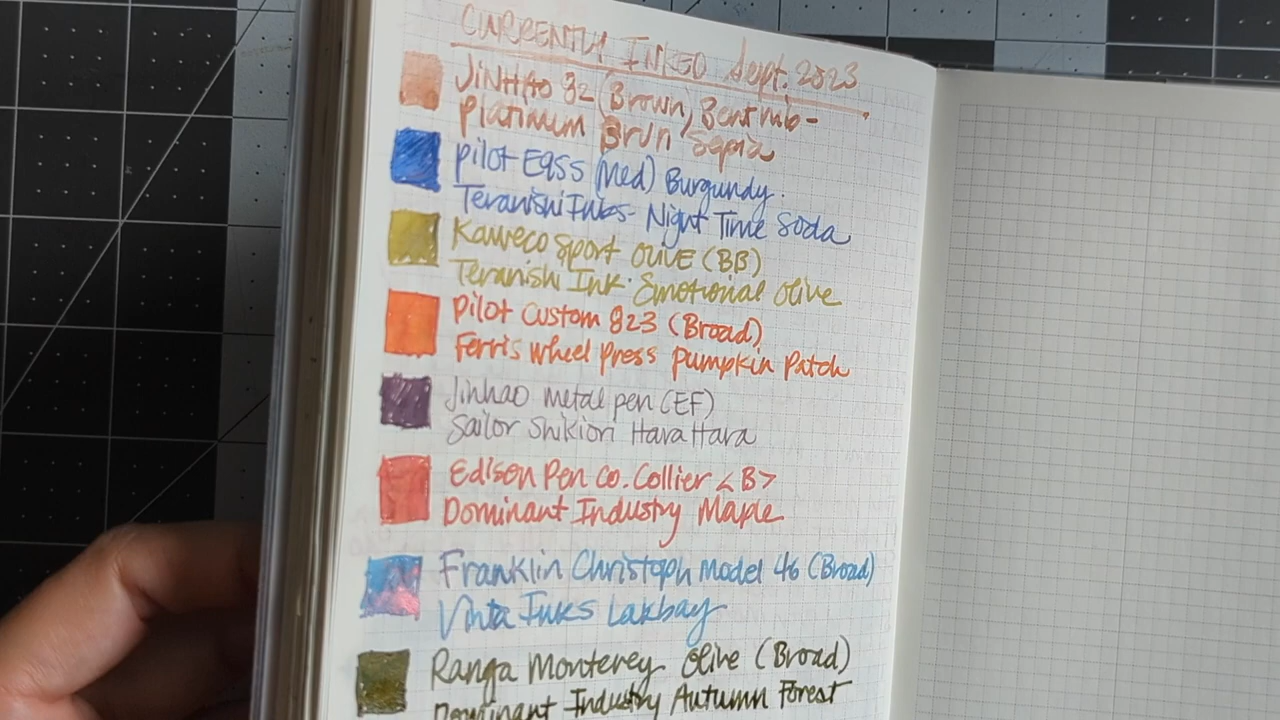 CURRENTLY INKED Sept. 2023
JiNHAO 82 (Brown) Bent nib -
Platinum Brun Sepia
Pilot E95S (Med) Burgundy.
Teranishi Inks - Night Time Soda
Kaweco Sport OLIVE (BB)
Teranishi Ink. Emotional Olive
Pilot Custom 823 (Broad)
Ferris Wheel Press Pumpkin Patch
Jinhao metal pen (EF)
Sailor Shikiori Hara Hara
Edison Pen Co. Collier <B>
Dominant Industry Maple
Franklin Christoph Model 46 (Broad)
Vinta Inks Lakbay
Ranga Monterey Olive (Broad)
Dominant Industry Autumn Forest